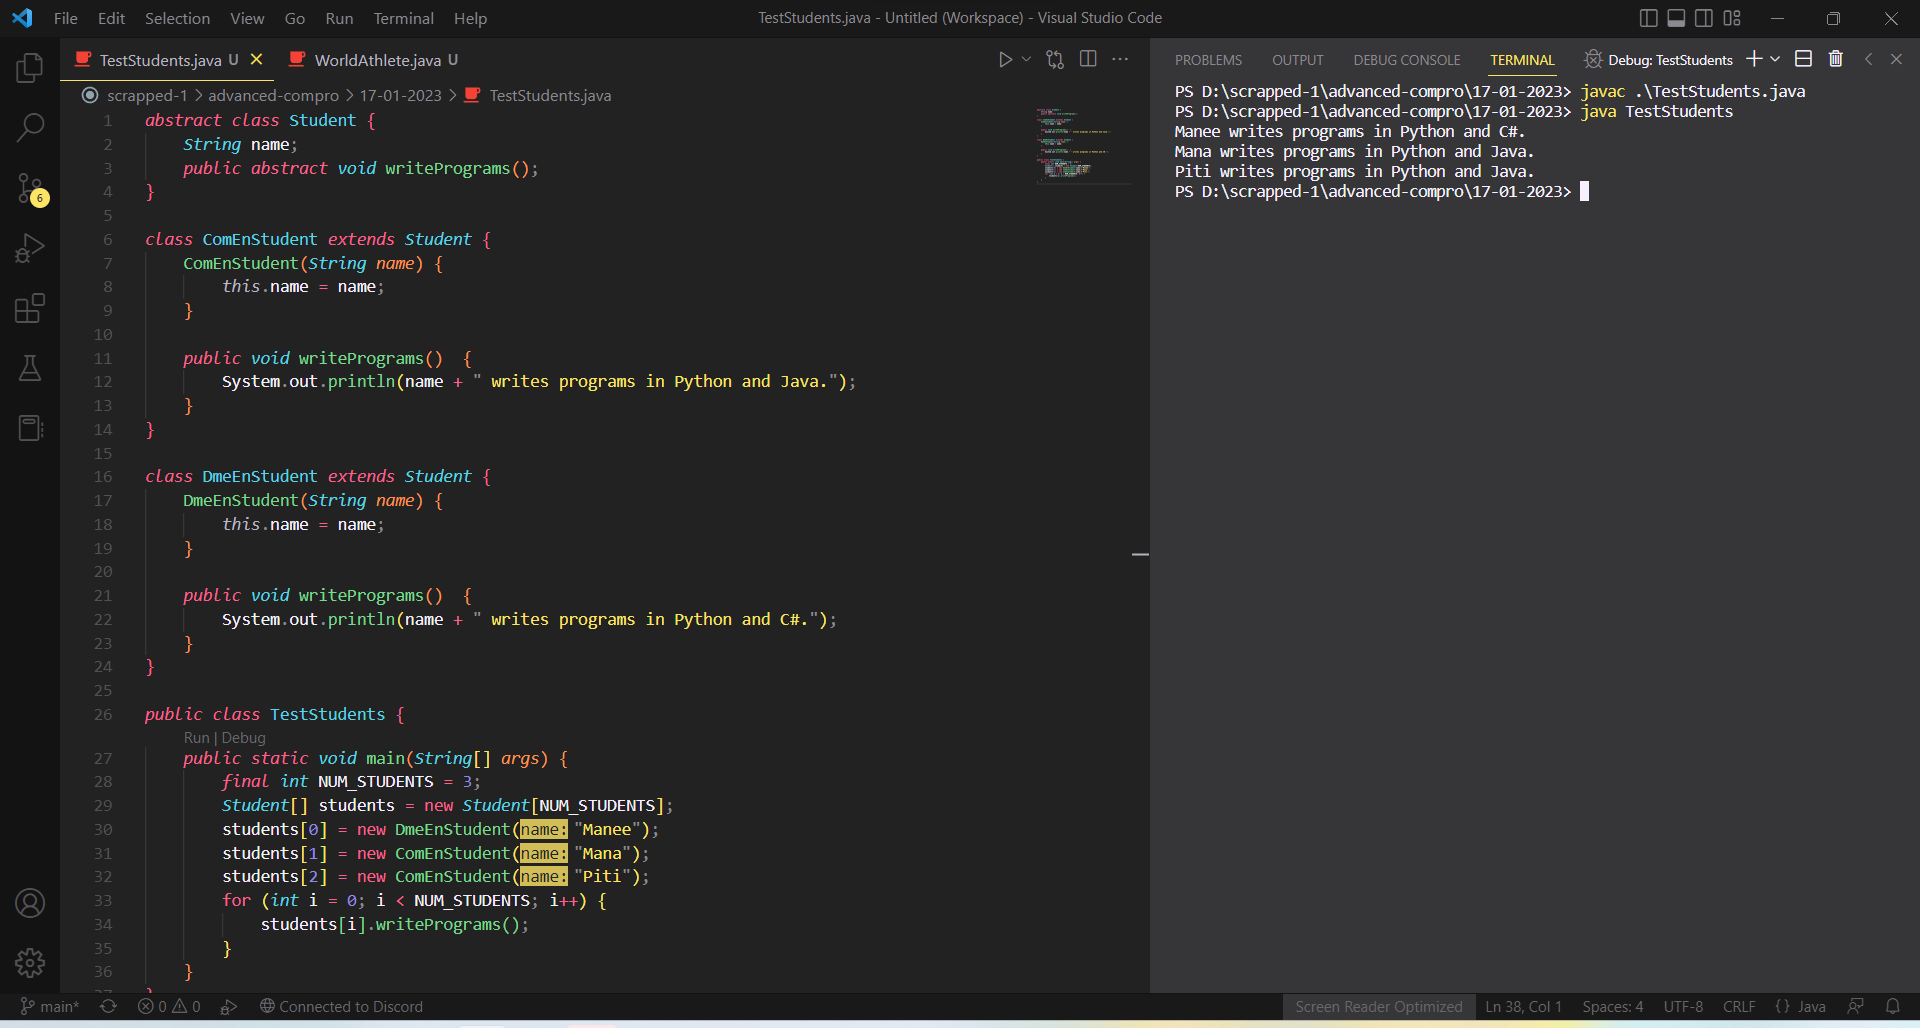 File Edit Selection View Go Run Terminal Help
TestStudents.java - Untitled (Workspace) - Visual Studio Code
TestStudents.java U
WorldAthlete.java U
scrapped-1 > advanced-compro > 17-01-2023 > TestStudents.java
1 abstract class Student {
2 String name;
3 public abstract void writePrograms();
4 }
5
6 class ComEnStudent extends Student {
7 ComEnStudent(String name) {
8 this.name = name;
9 }
10
11 public void writePrograms()  {
12 System.out.println(name + " writes programs in Python and Java.");
13 }
14 }
15
16 class DmeEnStudent extends Student {
17 DmeEnStudent(String name) {
18 this.name = name;
19 }
20
21 public void writePrograms()  {
22 System.out.println(name + " writes programs in Python and C#.");
23 }
24 }
25
26 public class TestStudents {
Run | Debug
27 public static void main(String[] args) {
28 final int NUM_STUDENTS = 3;
29 Student[] students = new Student[NUM_STUDENTS];
30 students[0] = new DmeEnStudent(name: "Manee");
31 students[1] = new ComEnStudent(name: "Mana");
32 students[2] = new ComEnStudent(name: "Piti");
33 for (int i = 0; i < NUM_STUDENTS; i++) {
34 students[i].writePrograms();
35 }
36 }
PROBLEMS OUTPUT DEBUG CONSOLE TERMINAL Debug: TestStudents
PS D:\scrapped-1\advanced-compro\17-01-2023> javac .\TestStudents.java
PS D:\scrapped-1\advanced-compro\17-01-2023> java TestStudents
Manee writes programs in Python and C#.
Mana writes programs in Python and Java.
Piti writes programs in Python and Java.
PS D:\scrapped-1\advanced-compro\17-01-2023>
6
main* 0 0 Connected to Discord
Screen Reader Optimized Ln 38, Col 1 Spaces: 4 UTF-8 CRLF {} Java